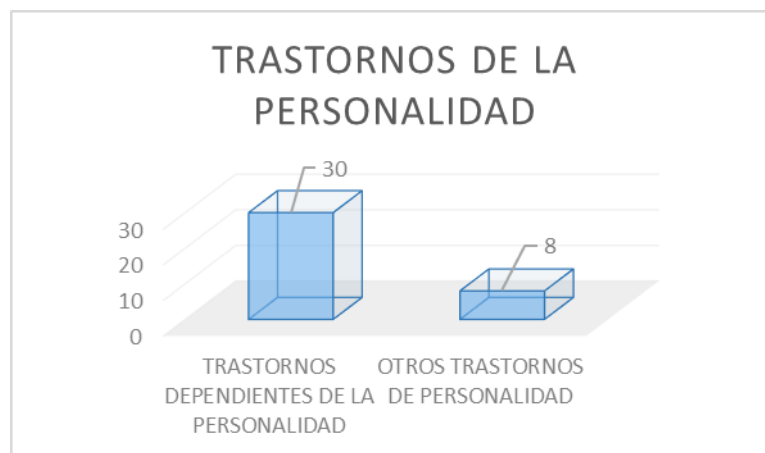 TRASTORNOS DE LA
PERSONALIDAD
30
8
30
20
10
0
TRASTORNOS
DEPENDIENTES DE LA
PERSONALIDAD
OTROS TRASTORNOS
DE PERSONALIDAD